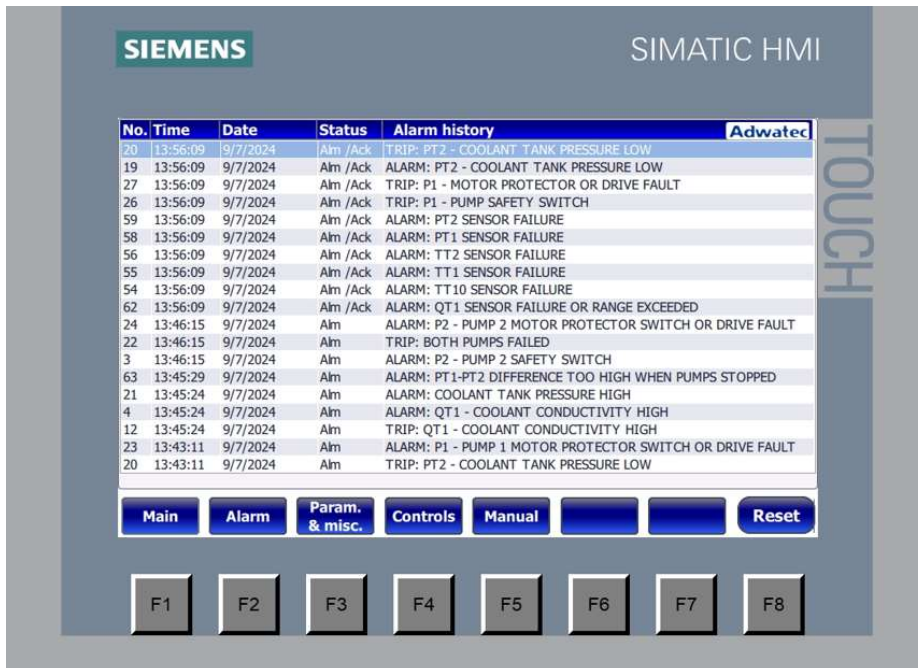 SIEMENS
SIMATIC HMI
TOUCH
No. Time Date Status Alarm history Adwatec
20 13:56:09 9/7/2024 Alm /Ack TRIP: PT2 - COOLANT TANK PRESSURE LOW
19 13:56:09 9/7/2024 Alm /Ack ALARM: PT2 - COOLANT TANK PRESSURE LOW
27 13:56:09 9/7/2024 Alm /Ack TRIP: P1 - MOTOR PROTECTOR OR DRIVE FAULT
26 13:56:09 9/7/2024 Alm /Ack TRIP: P1 - PUMP SAFETY SWITCH
59 13:56:09 9/7/2024 Alm /Ack ALARM: PT2 SENSOR FAILURE
58 13:56:09 9/7/2024 Alm /Ack ALARM: PT1 SENSOR FAILURE
56 13:56:09 9/7/2024 Alm /Ack ALARM: TT2 SENSOR FAILURE
55 13:56:09 9/7/2024 Alm /Ack ALARM: TT1 SENSOR FAILURE
54 13:56:09 9/7/2024 Alm /Ack ALARM: TT10 SENSOR FAILURE
62 13:56:09 9/7/2024 Alm /Ack ALARM: QT1 SENSOR FAILURE OR RANGE EXCEEDED
24 13:46:15 9/7/2024 Alm ALARM: P2 - PUMP 2 MOTOR PROTECTOR SWITCH OR DRIVE FAULT
22 13:46:15 9/7/2024 Alm TRIP: BOTH PUMPS FAILED
3 13:46:15 9/7/2024 Alm ALARM: P2 - PUMP 2 SAFETY SWITCH
63 13:45:29 9/7/2024 Alm ALARM: PT1-PT2 DIFFERENCE TOO HIGH WHEN PUMPS STOPPED
21 13:45:24 9/7/2024 Alm ALARM: COOLANT TANK PRESSURE HIGH
4 13:45:24 9/7/2024 Alm ALARM: QT1 - COOLANT CONDUCTIVITY HIGH
12 13:45:24 9/7/2024 Alm TRIP: QT1 - COOLANT CONDUCTIVITY HIGH
23 13:43:11 9/7/2024 Alm ALARM: P1 - PUMP 1 MOTOR PROTECTOR SWITCH OR DRIVE FAULT
20 13:43:11 9/7/2024 Alm TRIP: PT2 - COOLANT TANK PRESSURE LOW
Main Alarm Param. & misc. Controls Manual Reset
F1 F2 F3 F4 F5 F6 F7 F8